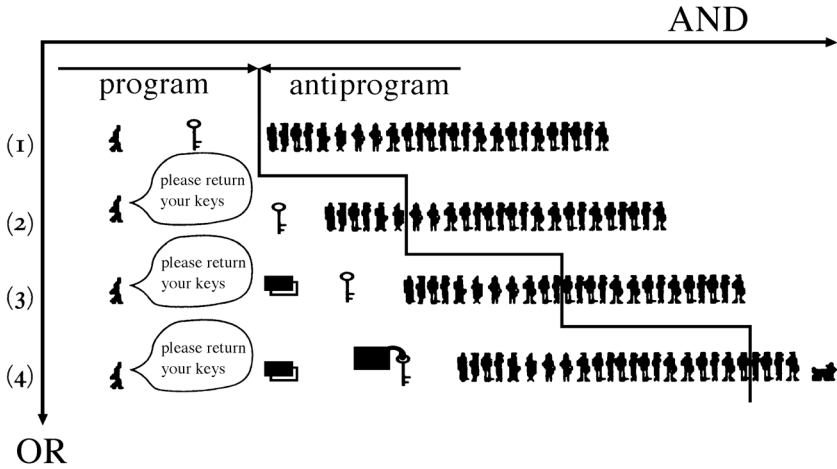 AND
program antiprogram
(1)
please return
your keys
(2)
please return
your keys
(3)
please return
your keys
(4)
OR